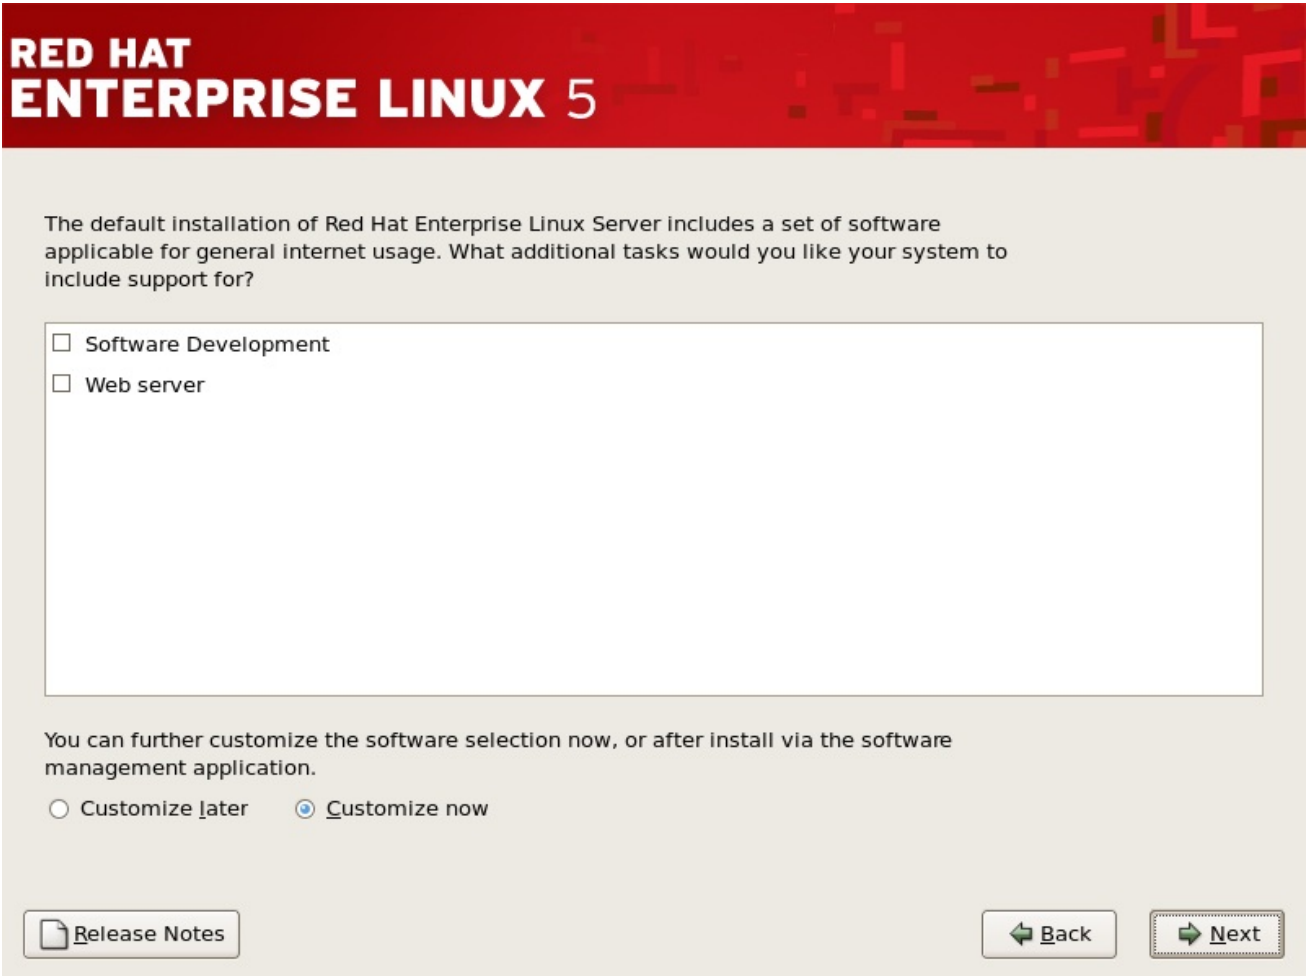 RED HAT
ENTERPRISE LINUX 5
The default installation of Red Hat Enterprise Linux Server includes a set of software
applicable for general internet usage. What additional tasks would you like your system to
include support for?
Software Development
Web server
You can further customize the software selection now, or after install via the software
management application.
Customize later Customize now
Release Notes Back Next